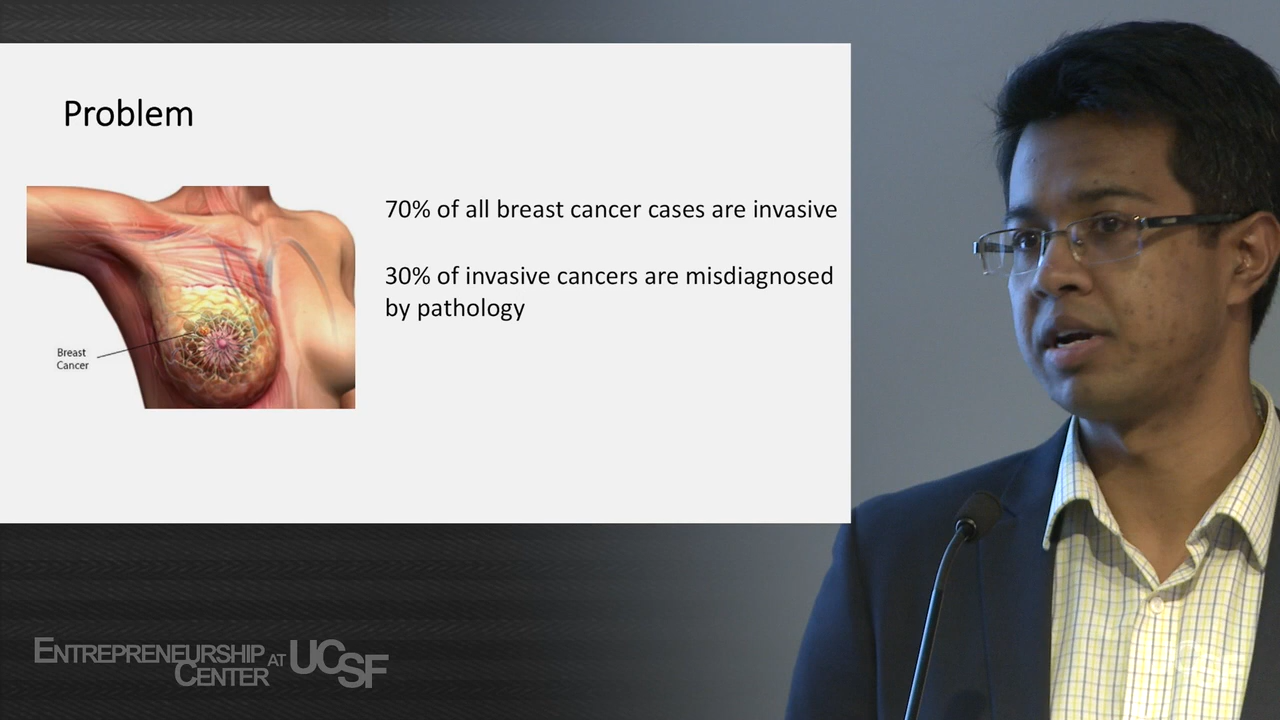 Problem
70% of all breast cancer cases are invasive
30% of invasive cancers are misdiagnosed
by pathology
Breast
Cancer
ENTREPRENEURSHIP
CENTER AT UCSF